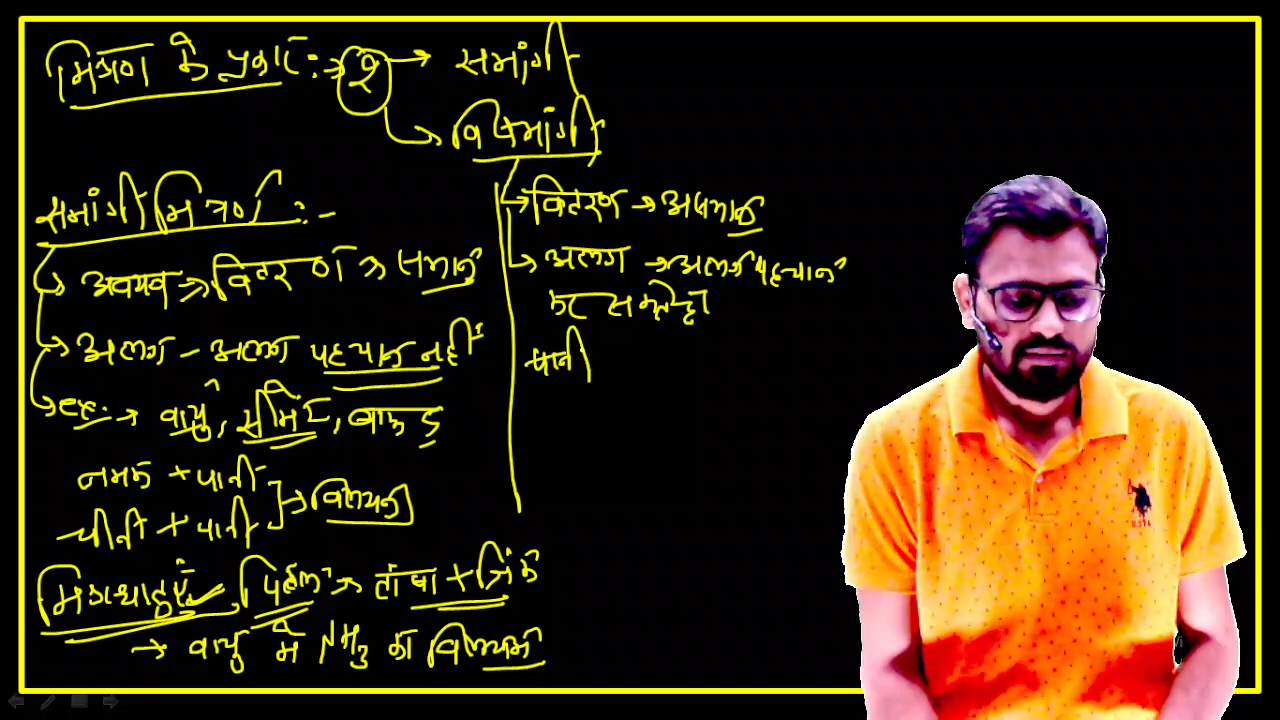 मिश्रण के प्रकार :→ 2 → समांगी
→ विषमांगी
समांगी मिश्रण :-
→ अवयव → वितरण → समान
→ अलग - अलग पहचान नहीं
→ ex:- → वायु, सीमेंट, बारूद
नमक + पानी
चीनी + पानी → विलयन
मिश्रधातुएँ, पितल → तांबा + जिंक
→ वायु में NH3 का विलयन
→ वितरण → असमान
→ अलग → अलग पहचान
कर सकते हो
पानी